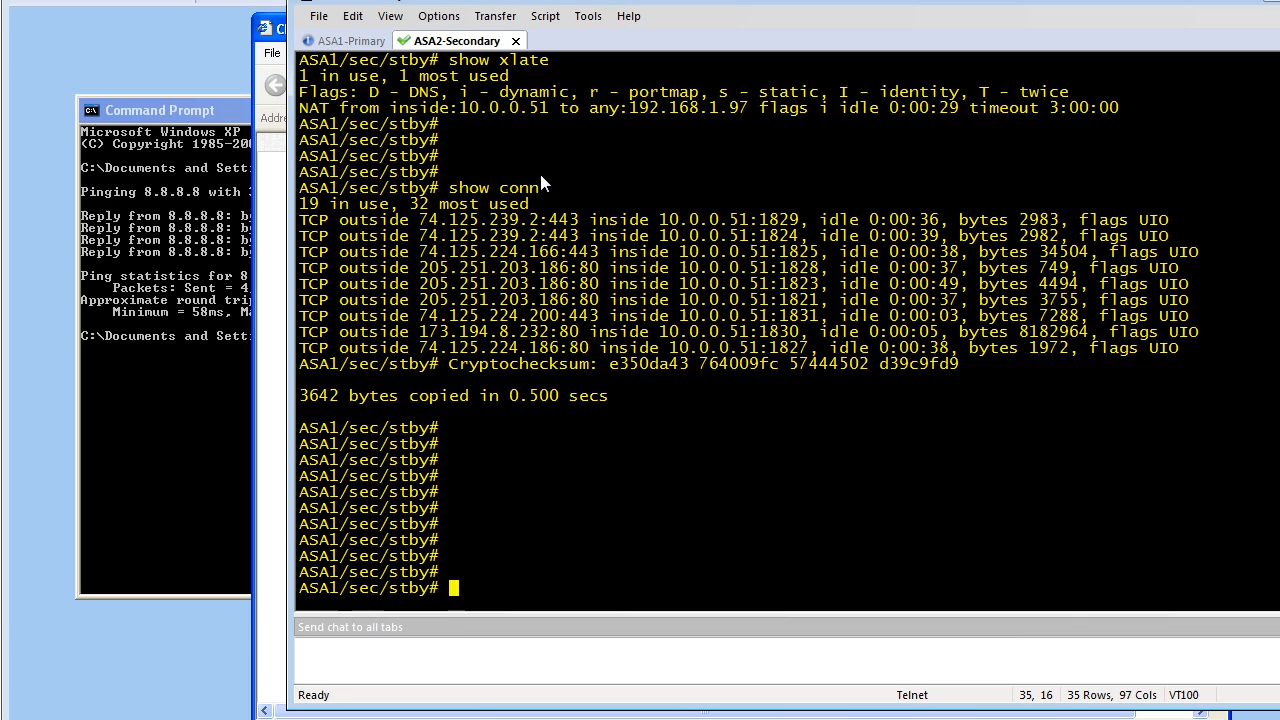 File Edit View Options Transfer Script Tools Help
ASA1-Primary ASA2-Secondary
ASA1/sec/stby# show xlate
1 in use, 1 most used
Flags: D - DNS, i - dynamic, r - portmap, s - static, I - identity, T - twice
NAT from inside:10.0.0.51 to any:192.168.1.97 flags i idle 0:00:29 timeout 3:00:00
ASA1/sec/stby#
ASA1/sec/stby#
ASA1/sec/stby#
ASA1/sec/stby#
ASA1/sec/stby# show conn
19 in use, 32 most used
TCP outside 74.125.239.2:443 inside 10.0.0.51:1829, idle 0:00:36, bytes 2983, flags UIO
TCP outside 74.125.239.2:443 inside 10.0.0.51:1824, idle 0:00:39, bytes 2982, flags UIO
TCP outside 74.125.224.166:443 inside 10.0.0.51:1825, idle 0:00:38, bytes 34504, flags UIO
TCP outside 205.251.203.186:80 inside 10.0.0.51:1828, idle 0:00:37, bytes 749, flags UIO
TCP outside 205.251.203.186:80 inside 10.0.0.51:1823, idle 0:00:49, bytes 4494, flags UIO
TCP outside 205.251.203.186:80 inside 10.0.0.51:1821, idle 0:00:37, bytes 3755, flags UIO
TCP outside 74.125.224.200:443 inside 10.0.0.51:1831, idle 0:00:03, bytes 7288, flags UIO
TCP outside 173.194.8.232:80 inside 10.0.0.51:1830, idle 0:00:05, bytes 8182964, flags UIO
TCP outside 74.125.224.186:80 inside 10.0.0.51:1827, idle 0:00:38, bytes 1972, flags UIO
ASA1/sec/stby# Cryptochecksum: e350da43 764009fc 57444502 d39c9fd9
3642 bytes copied in 0.500 secs
ASA1/sec/stby#
ASA1/sec/stby#
ASA1/sec/stby#
ASA1/sec/stby#
ASA1/sec/stby#
ASA1/sec/stby#
ASA1/sec/stby#
ASA1/sec/stby#
ASA1/sec/stby#
ASA1/sec/stby#
ASA1/sec/stby#
Send chat to all tabs
Ready Telnet 35, 16 35 Rows, 97 Cols VT100
File
Addre
Command Prompt
Microsoft Windows XP
(C) Copyright 1985-200
C:\Documents and Sett
Pinging 8.8.8.8 with 3
Reply from 8.8.8.8: b
Reply from 8.8.8.8: b
Reply from 8.8.8.8: b
Reply from 8.8.8.8: b
Ping statistics for 8
Packets: Sent = 4,
Approximate round trip
Minimum = 58ms, Ma
C:\Documents and Sett